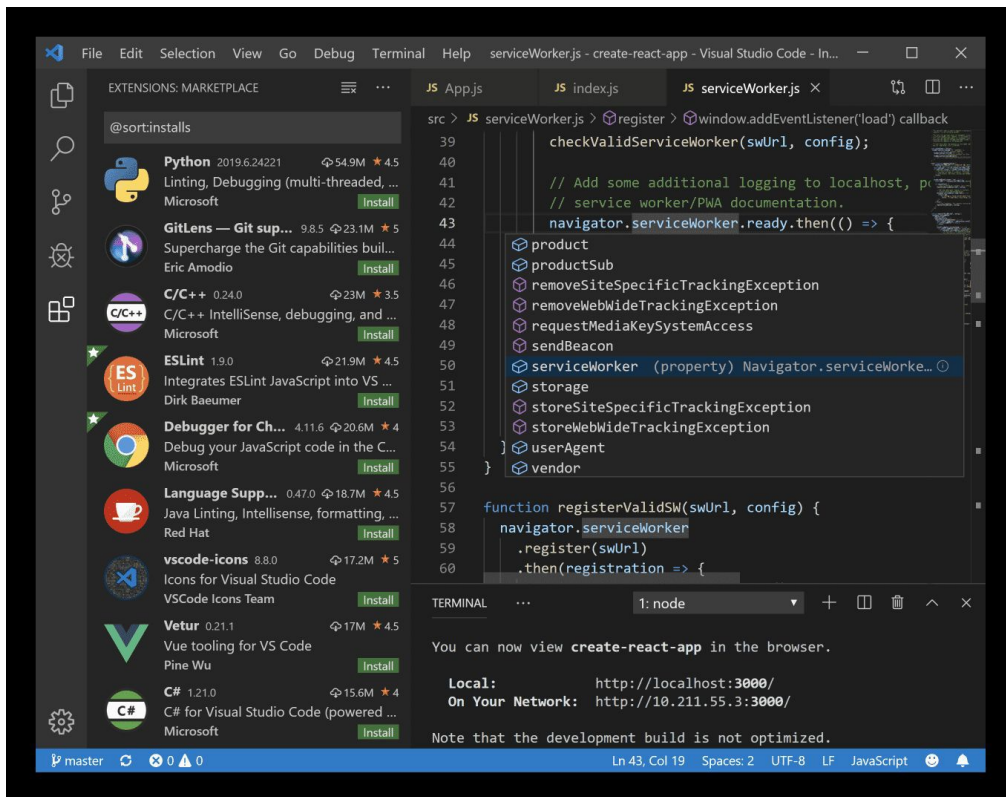 File Edit Selection View Go Debug Terminal Help serviceWorker.js - create-react-app - Visual Studio Code - In...
EXTENSIONS: MARKETPLACE
@sort:installs
Python 2019.6.24221 54.9M ★ 4.5
Linting, Debugging (multi-threaded, ...
Microsoft Install
GitLens — Git sup... 9.8.5 23.1M ★ 5
Supercharge the Git capabilities buil...
Eric Amodio Install
C/C++
C/C++ 0.24.0 23M ★ 3.5
C/C++ IntelliSense, debugging, and ...
Microsoft Install
ES
Lint
ESLint 1.9.0 21.9M ★ 4.5
Integrates ESLint JavaScript into VS ...
Dirk Baeumer Install
Debugger for Ch... 4.11.6 20.6M ★ 4
Debug your JavaScript code in the C...
Microsoft Install
Language Supp... 0.47.0 18.7M ★ 4.5
Java Linting, Intellisense, formatting, ...
Red Hat Install
vscode-icons 8.8.0 17.2M ★ 5
Icons for Visual Studio Code
VSCode Icons Team Install
Vetur 0.21.1 17M ★ 4.5
Vue tooling for VS Code
Pine Wu Install
C#
C# 1.21.0 15.6M ★ 4
C# for Visual Studio Code (powered ...
Microsoft Install
JS App.js JS index.js JS serviceWorker.js ×
src > JS serviceWorker.js > register > window.addEventListener('load') callback
39 checkValidServiceWorker(swUrl, config);
40
41 // Add some additional logging to localhost, po
42 // service worker/PWA documentation.
43 navigator.serviceWorker.ready.then(() => {
44 product
45 productSub
46 removeSiteSpecificTrackingException
47 removeWebWideTrackingException
48 requestMediaKeySystemAccess
49 sendBeacon
50 serviceWorker (property) Navigator.serviceWorke...
51 storage
52 storeSiteSpecificTrackingException
53 storeWebWideTrackingException
54 } userAgent
55 } vendor
56
57 function registerValidSW(swUrl, config) {
58 navigator.serviceWorker
59 .register(swUrl)
60 .then(registration => {
TERMINAL ... 1: node
You can now view create-react-app in the browser.
Local: http://localhost:3000/
On Your Network: http://10.211.55.3:3000/
Note that the development build is not optimized.
master 0 0 Ln 43, Col 19 Spaces: 2 UTF-8 LF JavaScript